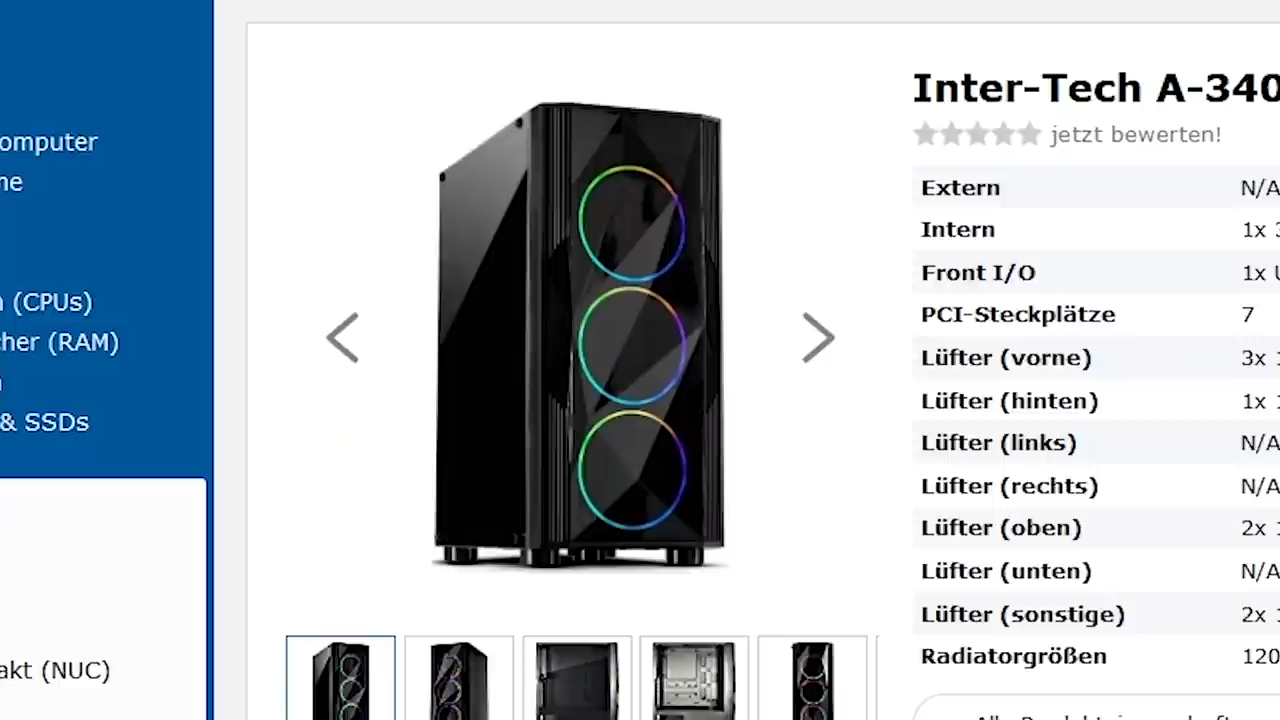 omputer
me
(CPUs)
cher (RAM)
& SSDs
akt (NUC)
Inter-Tech A-340
jetzt bewerten!
Extern N/A
Intern 1x
Front I/O 1x
PCI-Steckplätze 7
Lüfter (vorne) 3x
Lüfter (hinten) 1x
Lüfter (links) N/A
Lüfter (rechts) N/A
Lüfter (oben) 2x
Lüfter (unten) N/A
Lüfter (sonstige) 2x
Radiatorgrößen 120